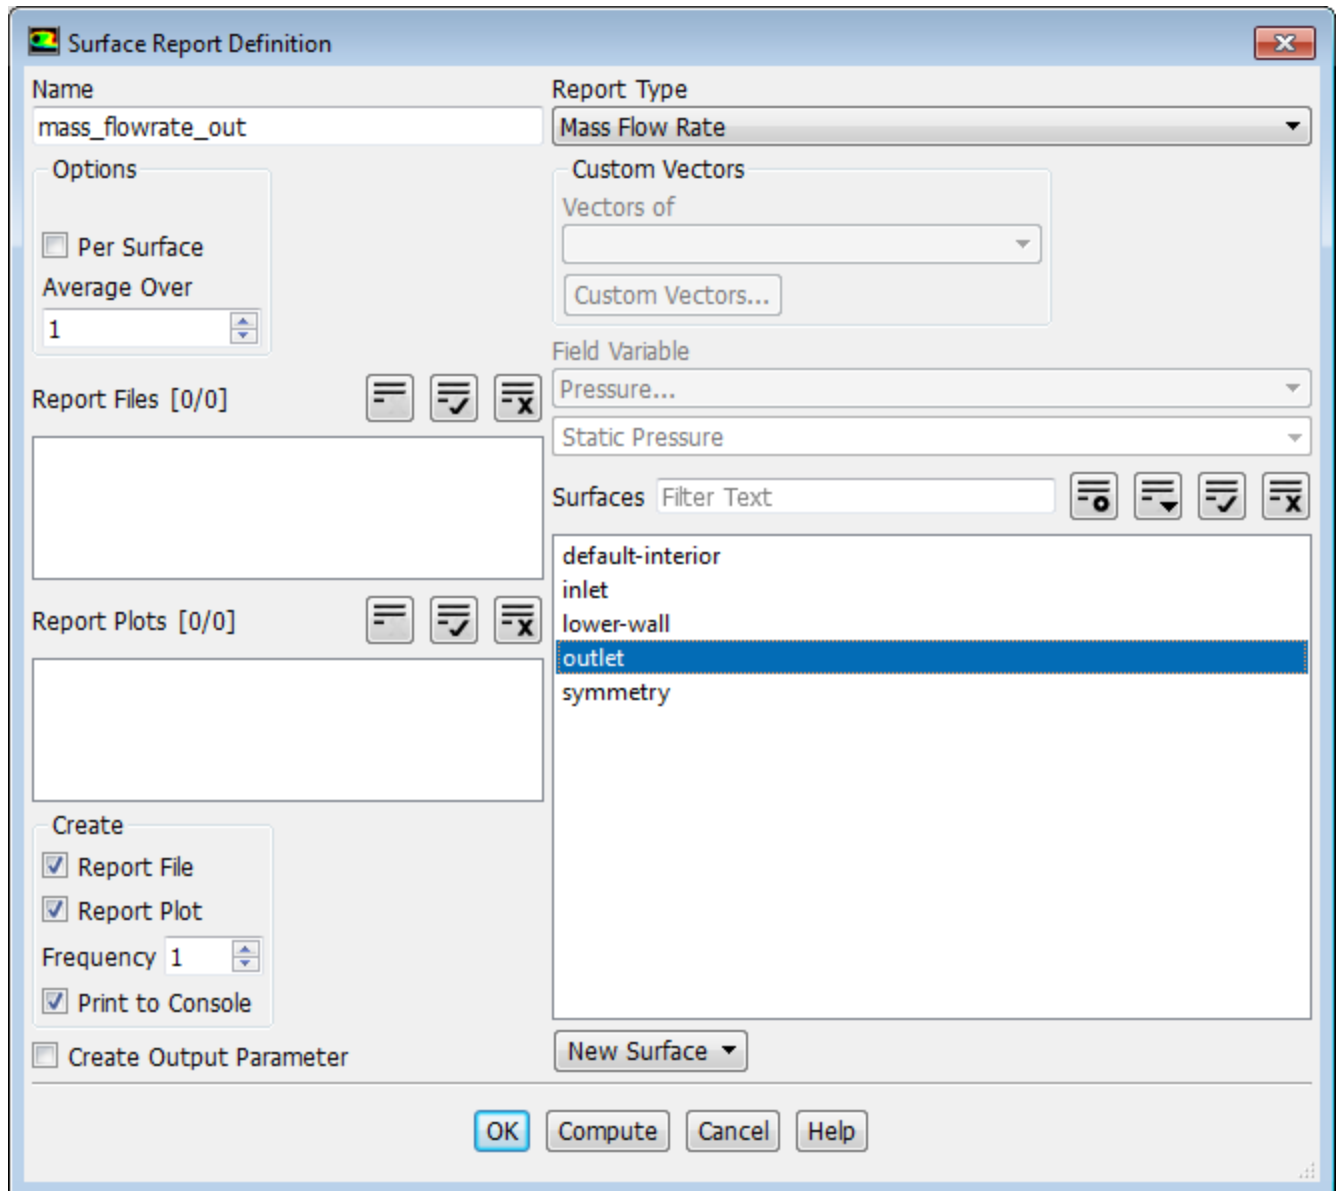 Surface Report Definition
Name
mass_flowrate_out
Options
Per Surface
Average Over
1
Report Files [0/0]
Report Plots [0/0]
Create
Report File
Report Plot
Frequency 1
Print to Console
Create Output Parameter
Report Type
Mass Flow Rate
Custom Vectors
Vectors of
Custom Vectors...
Field Variable
Pressure...
Static Pressure
Surfaces Filter Text
default-interior
inlet
lower-wall
outlet
symmetry
New Surface
OK Compute Cancel Help